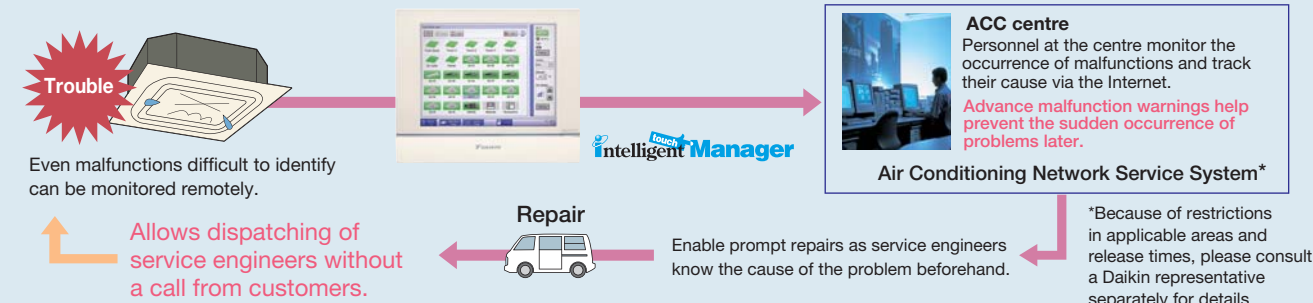 Trouble
Even malfunctions difficult to identify
can be monitored remotely.
intelligent touch Manager
ACC centre
Personnel at the centre monitor the
occurrence of malfunctions and track
their cause via the Internet.
Advance malfunction warnings help
prevent the sudden occurrence of
problems later.
Air Conditioning Network Service System*
*Because of restrictions
in applicable areas and
release times, please consult
a Daikin representative
separately for details
Enable prompt repairs as service engineers
know the cause of the problem beforehand.
Repair
Allows dispatching of
service engineers without
a call from customers.